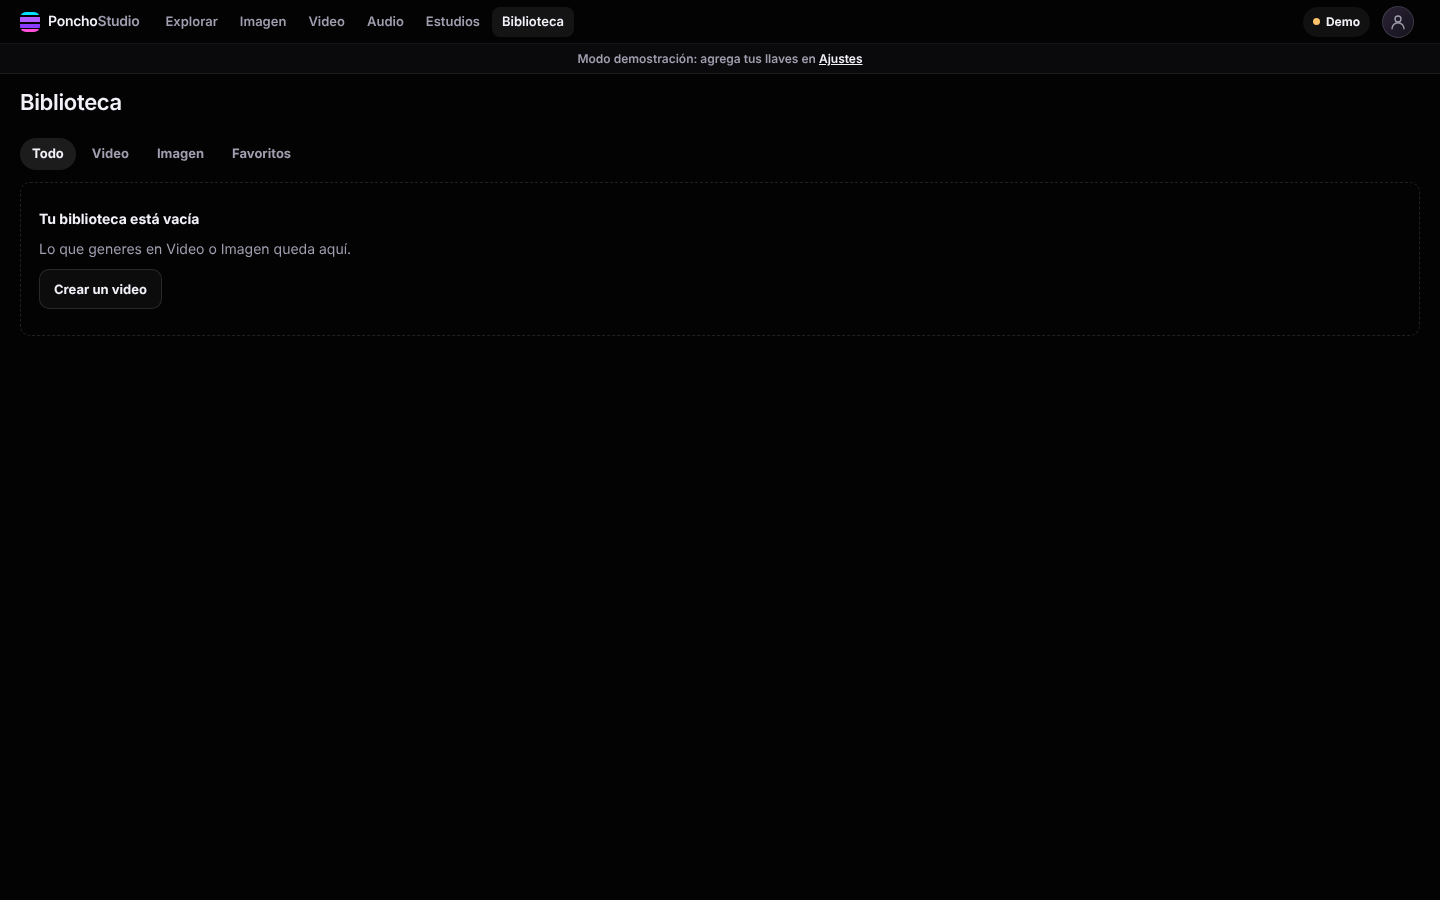 PonchoStudio Explorar Imagen Video Audio Estudios Biblioteca Demo
Modo demostración: agrega tus llaves en Ajustes
Biblioteca
Todo Video Imagen Favoritos
Tu biblioteca está vacía
Lo que generes en Video o Imagen queda aquí.
Crear un video